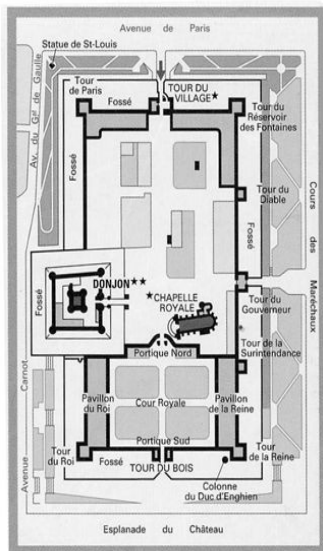 Avenue de Paris
Statue de St-Louis
Av. du Gal de Gaulle
Tour
de Paris
Fossé
TOUR DU
VILLAGE★
Tour du
Réservoir
des Fontaines
Fossé
Tour du
Diable
Cours des Maréchaux
Fossé
DONJON★★
★CHAPELLE
ROYALE
Fossé
Tour du
Gouverneur
Portique Nord
Tour de la
Surintendance
Avenue Carnot
Pavillon
du Roi
Cour Royale
Pavillon
de la Reine
Portique Sud
Tour
du Roi
Fossé
TOUR DU BOIS
Tour
de la Reine
Colonne
du Duc d'Enghien
Esplanade du Château